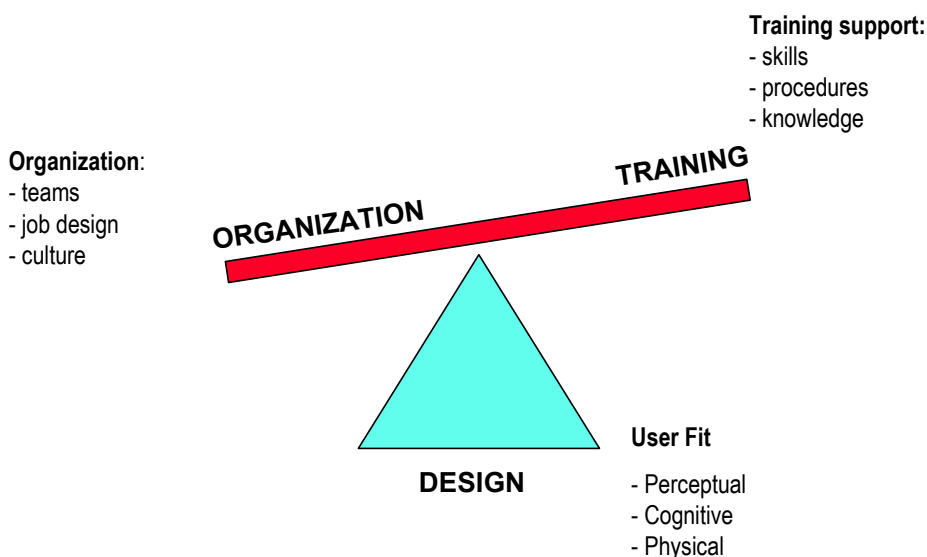 Training support:
- skills
- procedures
- knowledge
Organization:
- teams
- job design
- culture
TRAINING
ORGANIZATION
DESIGN
User Fit
- Perceptual
- Cognitive
- Physical